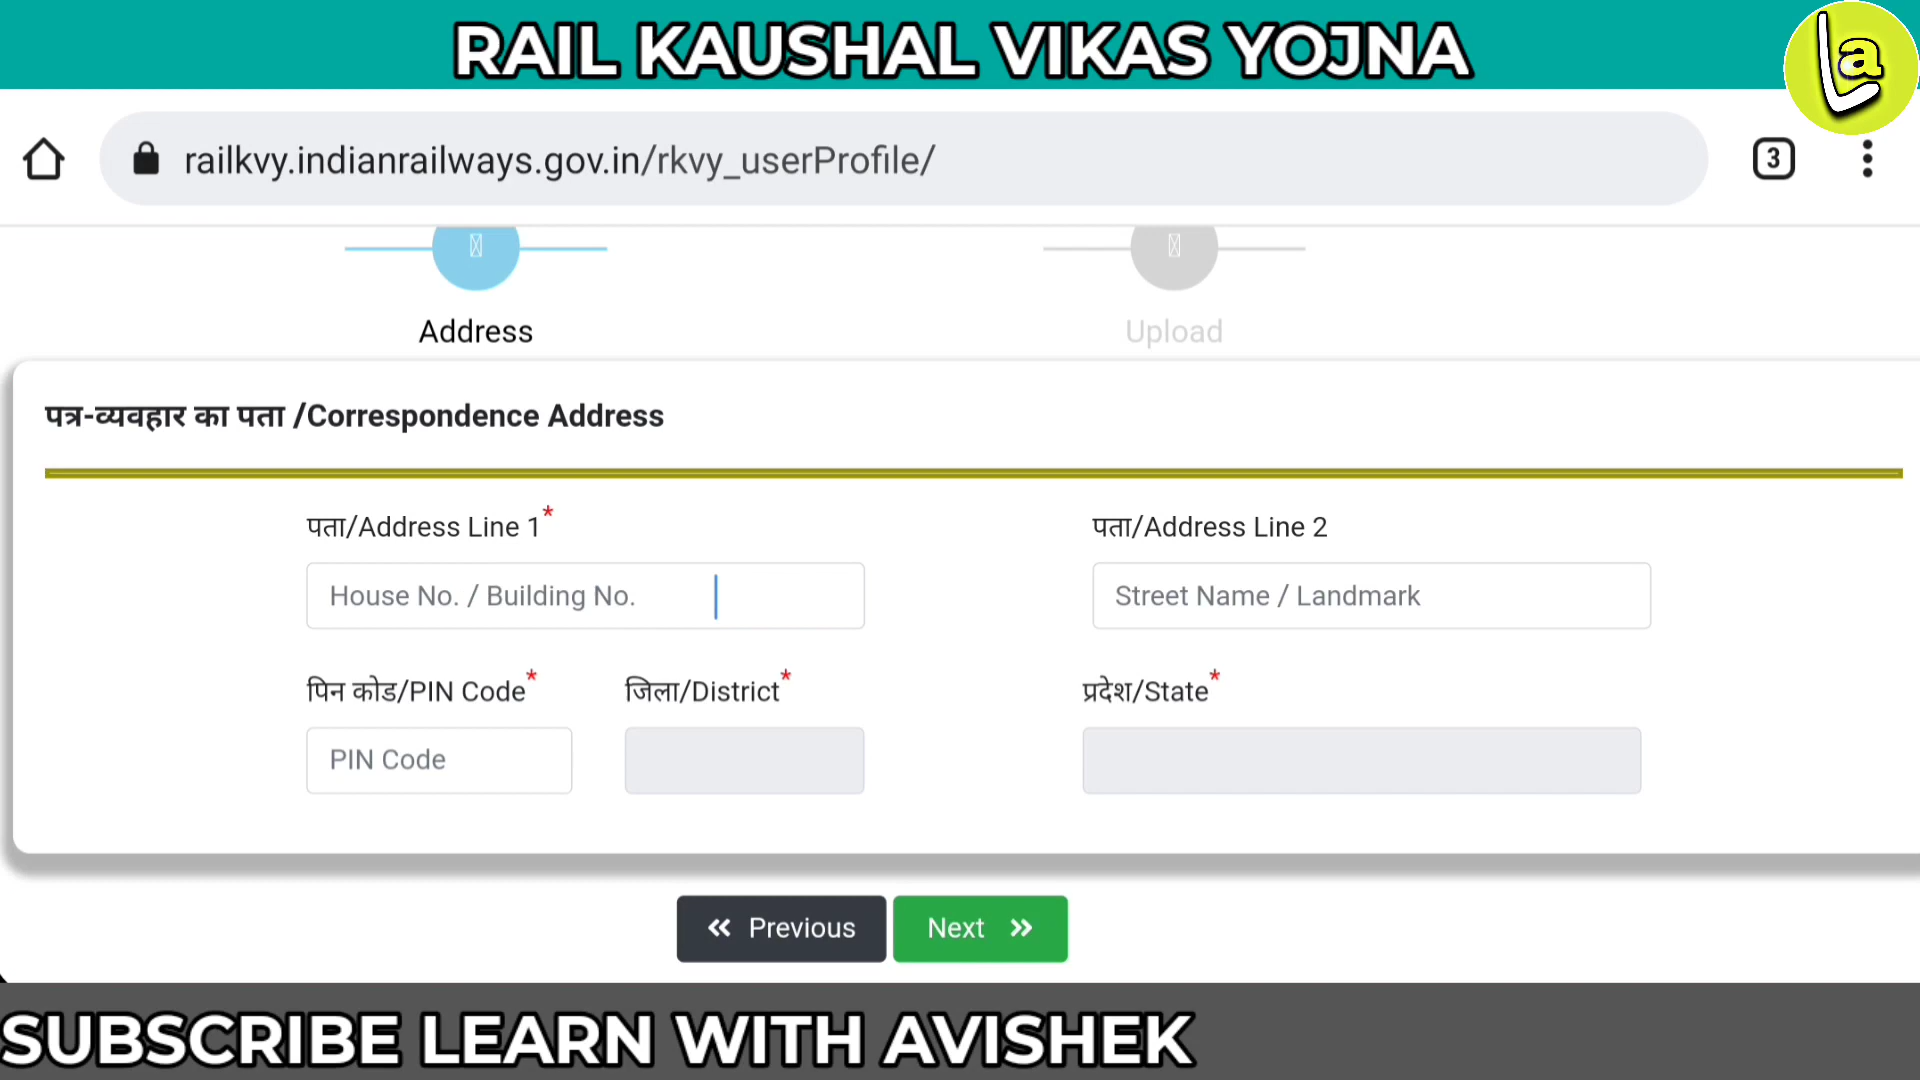 RAIL KAUSHAL VIKAS YOJNA
La
railkvy.indianrailways.gov.in/rkvy_userProfile/
3
Address
Upload
पत्र-व्यवहार का पता /Correspondence Address
पता/Address Line 1*
पता/Address Line 2
House No. / Building No.
Street Name / Landmark
पिन कोड/PIN Code*
जिला/District*
प्रदेश/State*
PIN Code
« Previous
Next »
SUBSCRIBE LEARN WITH AVISHEK